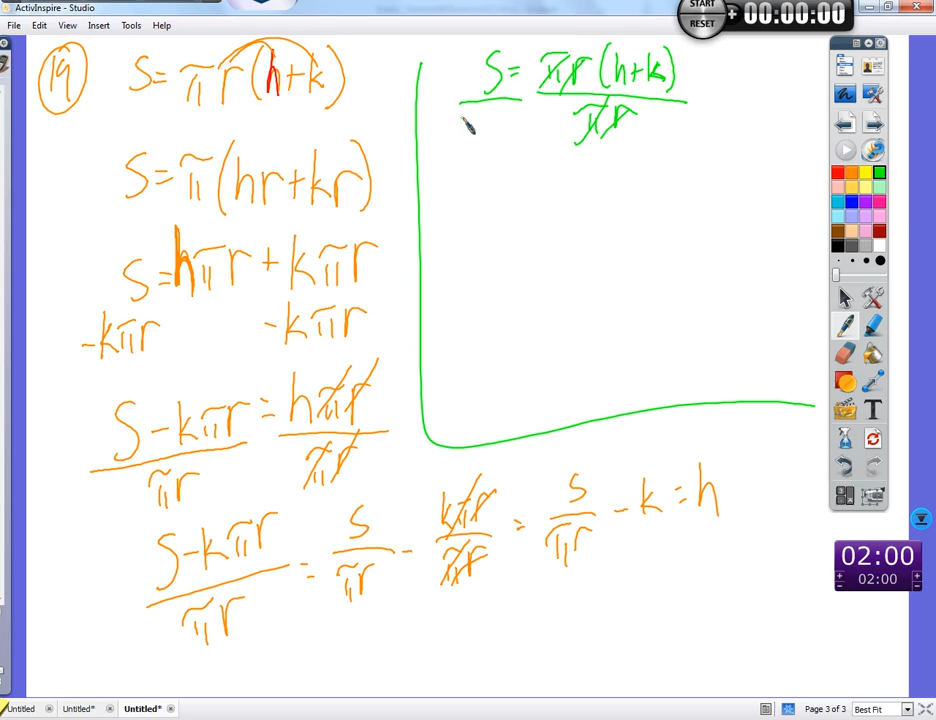 ActivInspire - Studio
START
RESET
00:00:00
File Edit View Insert Tools Help
19 S = πr(h+k)
S = π(hr+kr)
S = hπr + kπr
-kπr -kπr
S - kπr = hπr
πr πr
S - kπr = S - kπr = S - k = h
πr πr πr πr
S = πr(h+k)
πr
T
02:00
02:00
Untitled Untitled* Untitled* Page 3 of 3 Best Fit